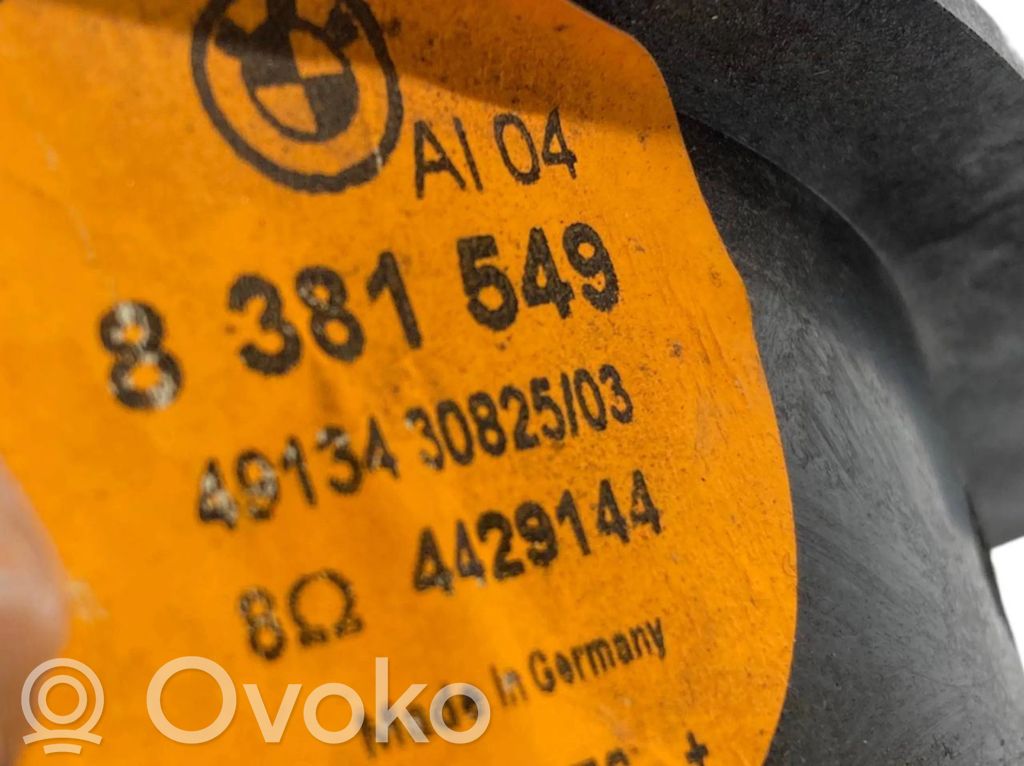 AI 04
8 381 549
49134 30825/03
8Ω 4429144
Made In Germany
+
Ovoko